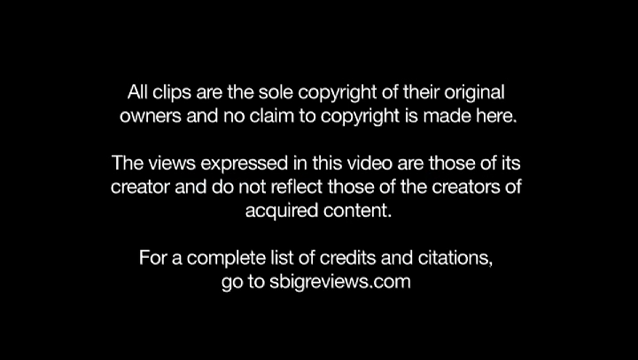 All clips are the sole copyright of their original
owners and no claim to copyright is made here.
The views expressed in this video are those of its
creator and do not reflect those of the creators of
acquired content.
For a complete list of credits and citations,
go to sbigreviews.com